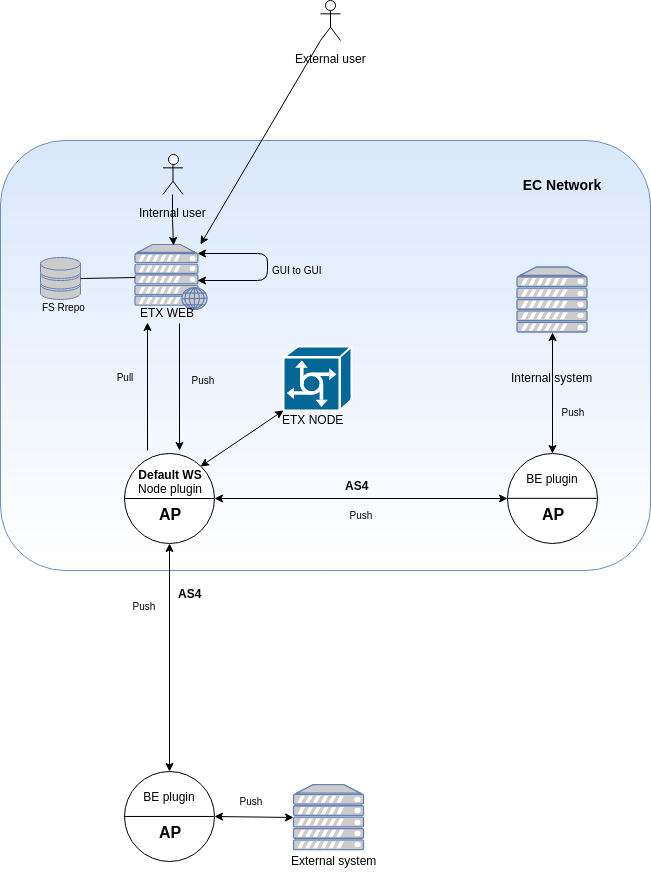 External user
EC Network
Internal user
GUI to GUI
FS Rrepo
ETX WEB
Internal system
Pull
Push
Push
ETX NODE
Default WS
Node plugin
AP
AS4
Push
BE plugin
AP
AS4
Push
BE plugin
AP
Push
External system